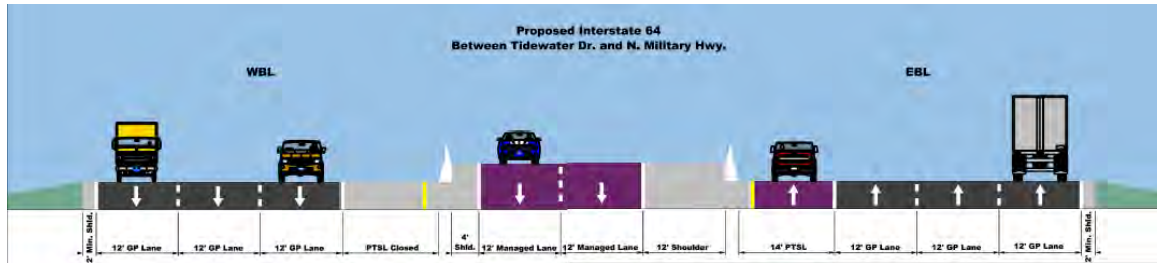 Proposed Interstate 64
Between Tidewater Dr. and N. Military Hwy.
WBL
EBL
2' Min. Shld.
12' GP Lane
12' GP Lane
12' GP Lane
PTSL Closed
4' Shld.
12' Managed Lane
12' Managed Lane
12' Shoulder
14' PTSL
12' GP Lane
12' GP Lane
12' GP Lane
2' Min. Shld.